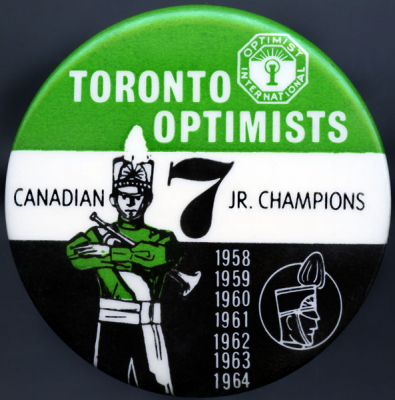 OPTIMIST
INTERNATIONAL
TORONTO
OPTIMISTS
CANADIAN 7 JR. CHAMPIONS
1958
1959
1960
1961
1962
1963
1964